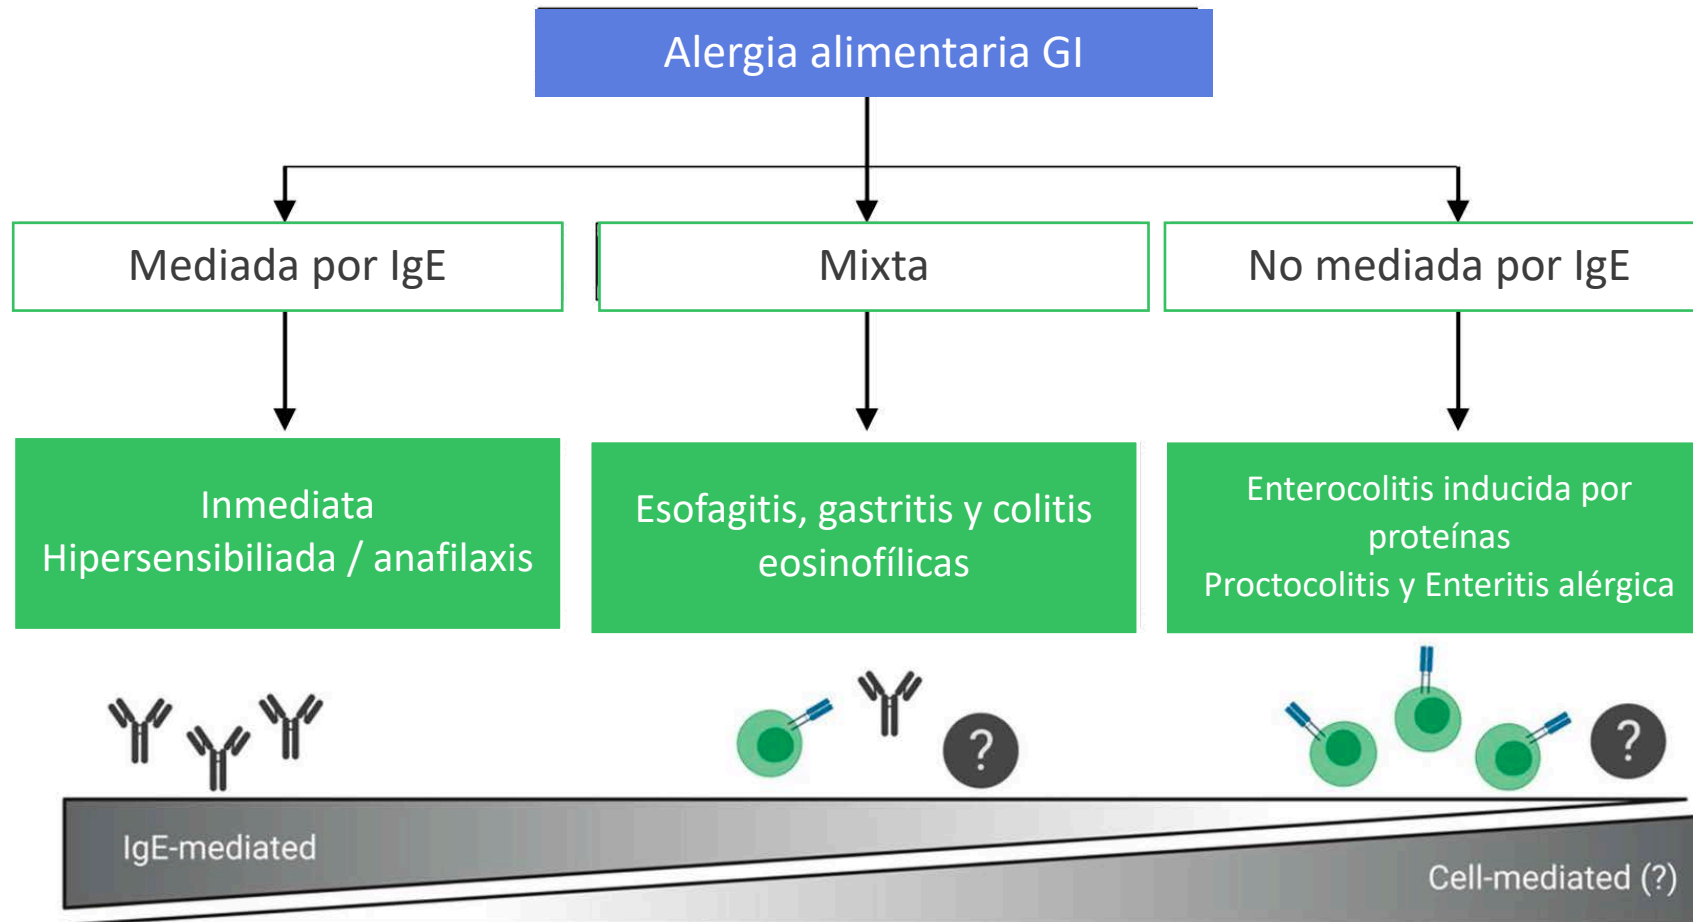 Alergia alimentaria GI
Mediada por IgE
Mixta
No mediada por IgE
Inmediata
Hipersensibiliada / anafilaxis
Esofagitis, gastritis y colitis
eosinofílicas
Enterocolitis inducida por
proteínas
Proctocolitis y Enteritis alérgica
?
?
IgE-mediated
Cell-mediated (?)